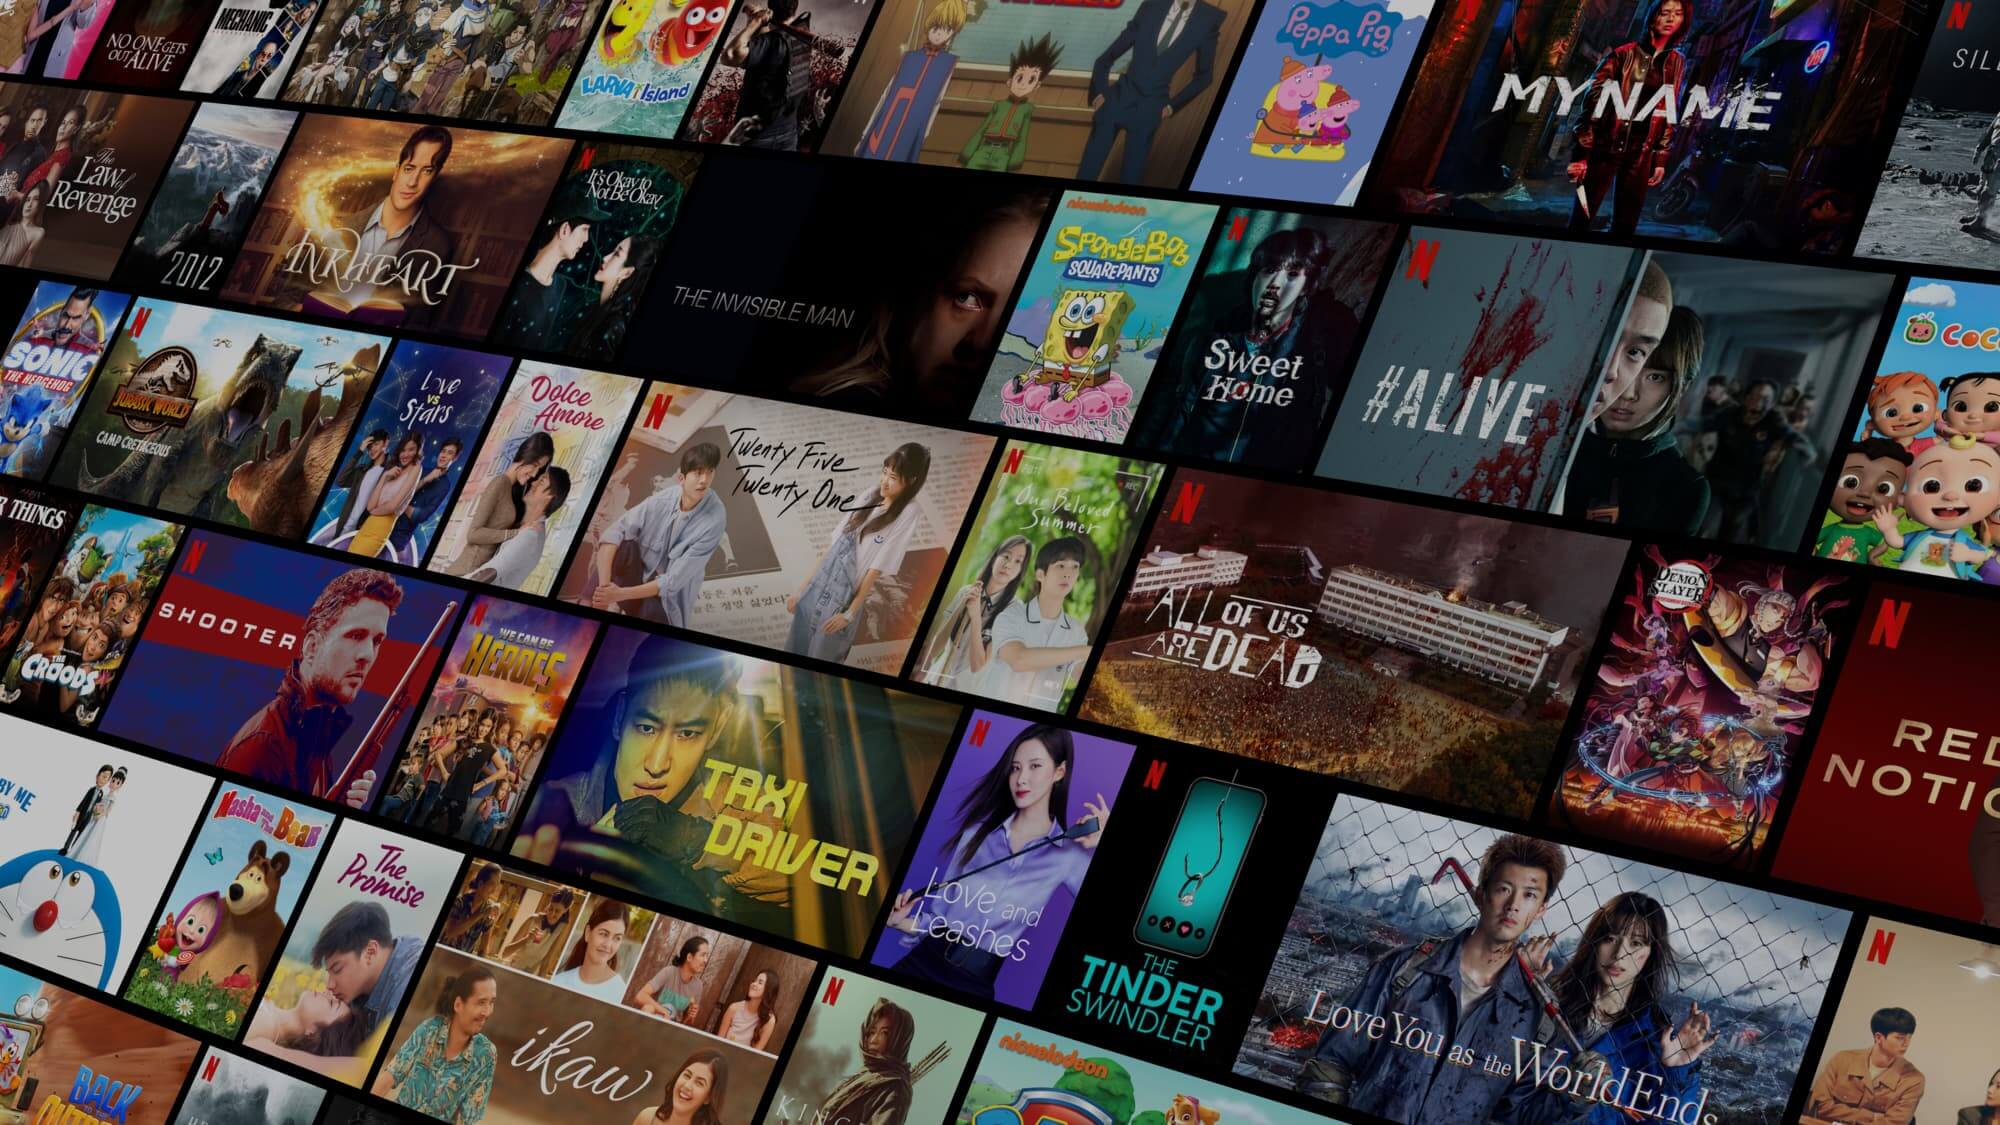 MECHANIC
NO ONE GETS
OUT ALIVE
LARVA Island
Peppa Pig
N
MY NAME
N
The
Law of
Revenge
2012
INKHEART
N
It's Okay to
Not Be Okay
THE INVISIBLE MAN
nickelodeon
SpongeBob
SQUAREPANTS
N
Sweet
Home
N
#ALIVE
SONIC
THE HEDGEHOG
N
JURASSIC WORLD
CAMP CRETACEOUS
Love
vs
Stars
Dolce
Amore
N
Twenty Five
Twenty One
N
REC
Our Beloved
Summer
N
ALL OF US
ARE DEAD
DEMON
SLAYER
N
RED
THINGS
THE
CROODS
N
SHOOTER
N
WE CAN BE
HEROES
TAXI
DRIVER
N
Love and
Leashes
N
THE
TINDER
SWINDLER
Love You as the World Ends
BY ME
Masha and The Bear
The
Promise
ikaw
N
nickelodeon
N
N
BACK